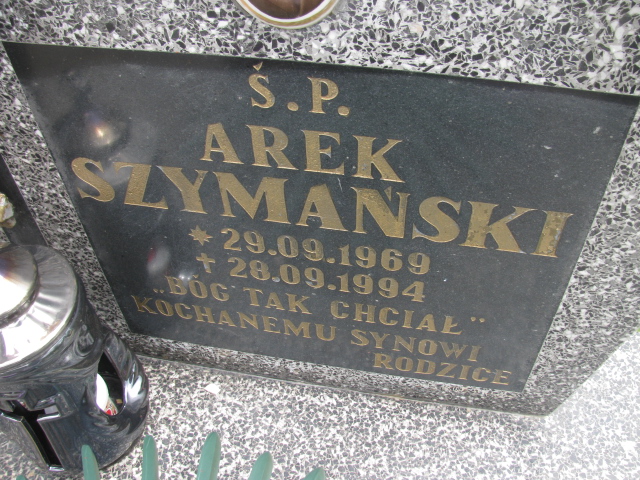 Ś.P.
AREK
SZYMAŃSKI
* 29.09.1969
† 28.09.1994
„BÓG TAK CHCIAŁ"
KOCHANEMU SYNOWI
RODZICE